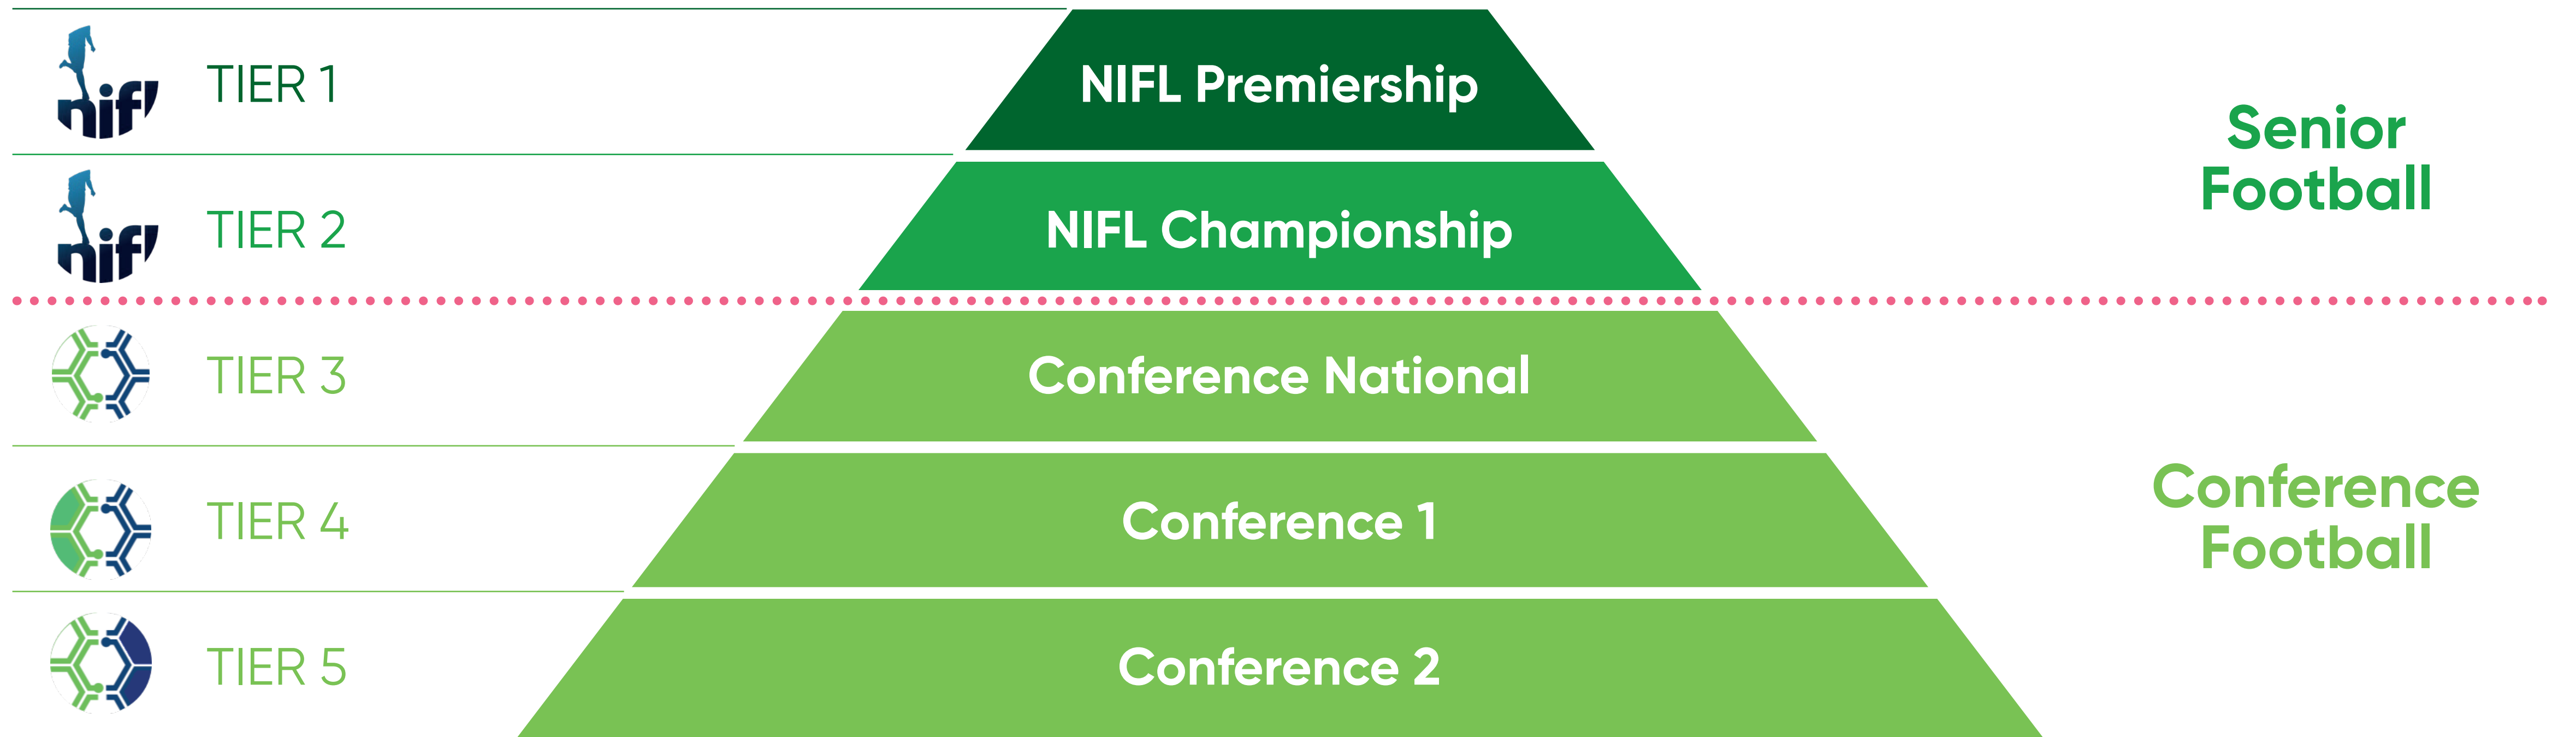 nifl
TIER 1
NIFL Premiership
Senior
Football
nifl
TIER 2
NIFL Championship
TIER 3
Conference National
TIER 4
Conference 1
Conference
Football
TIER 5
Conference 2